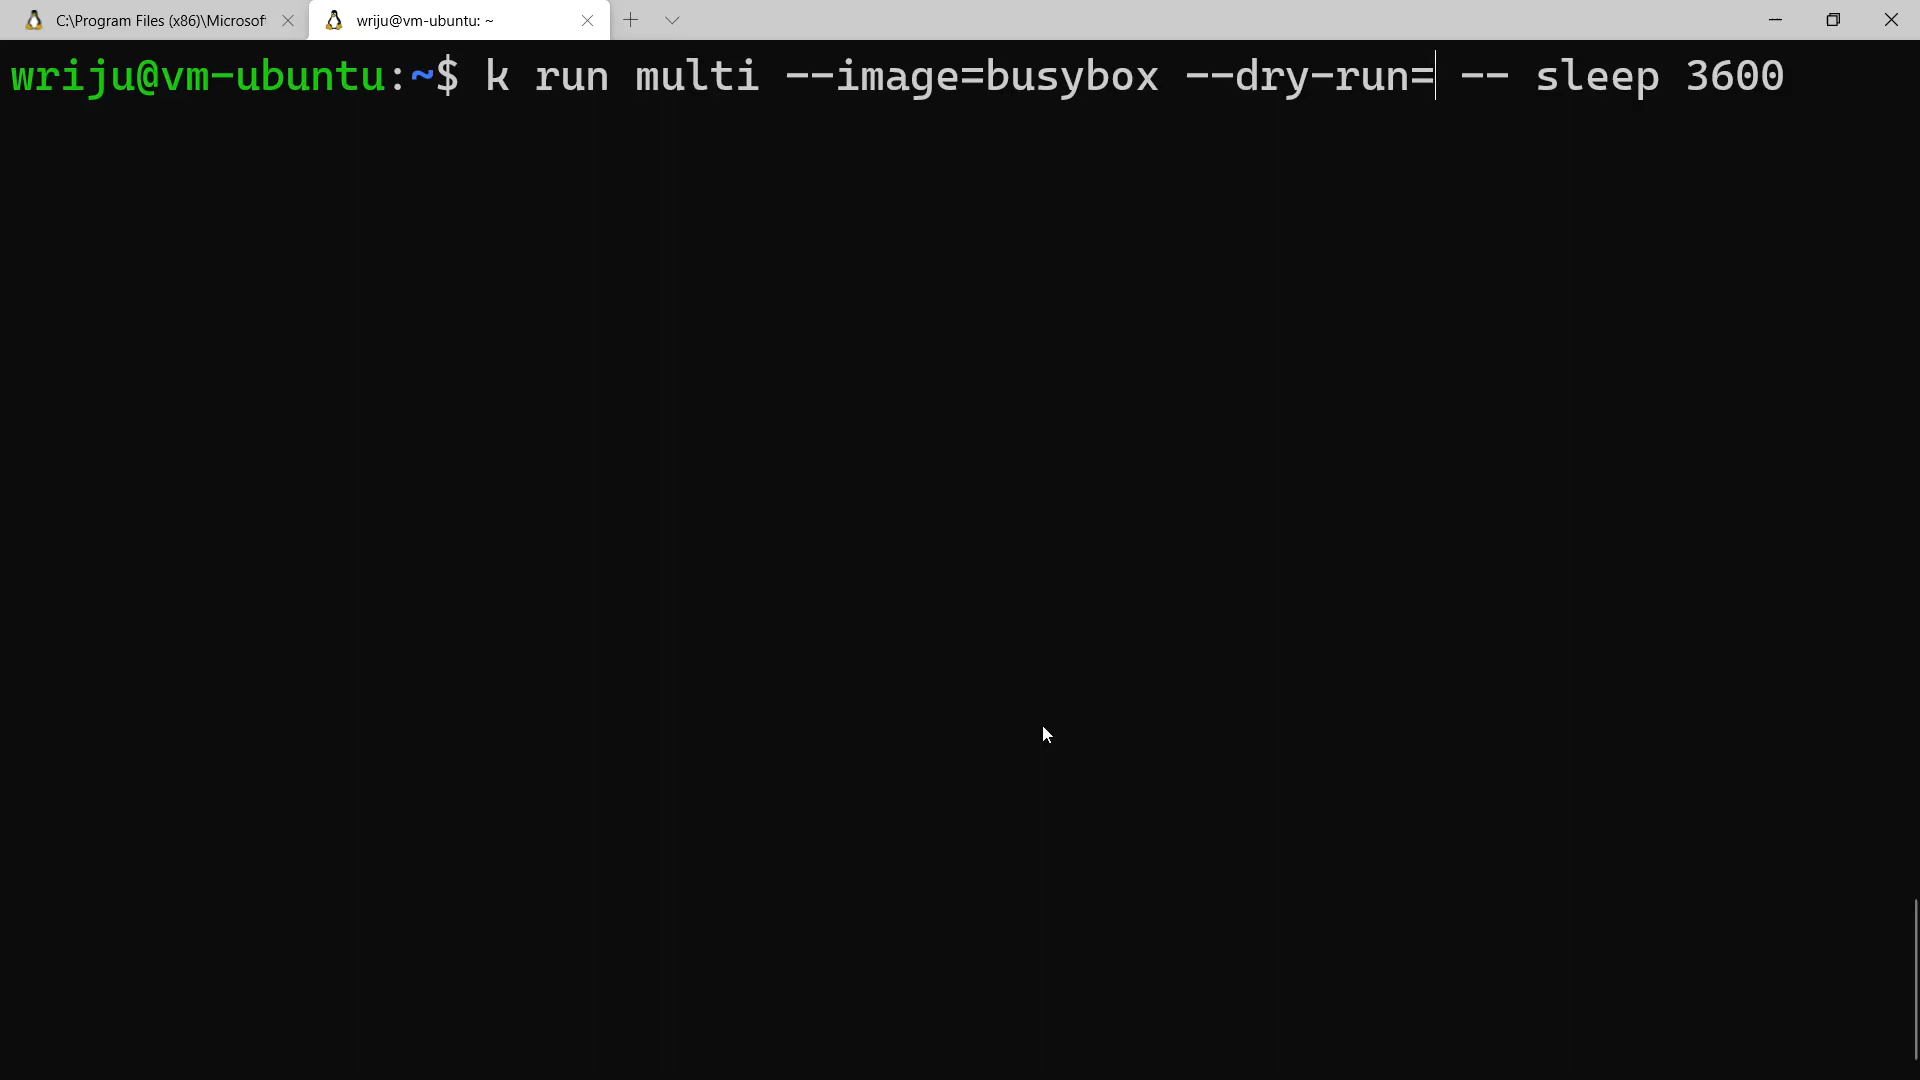 C:\Program Files (x86)\Microsof
wriju@vm-ubuntu: ~
wriju@vm-ubuntu:~$ k run multi --image=busybox --dry-run= -- sleep 3600